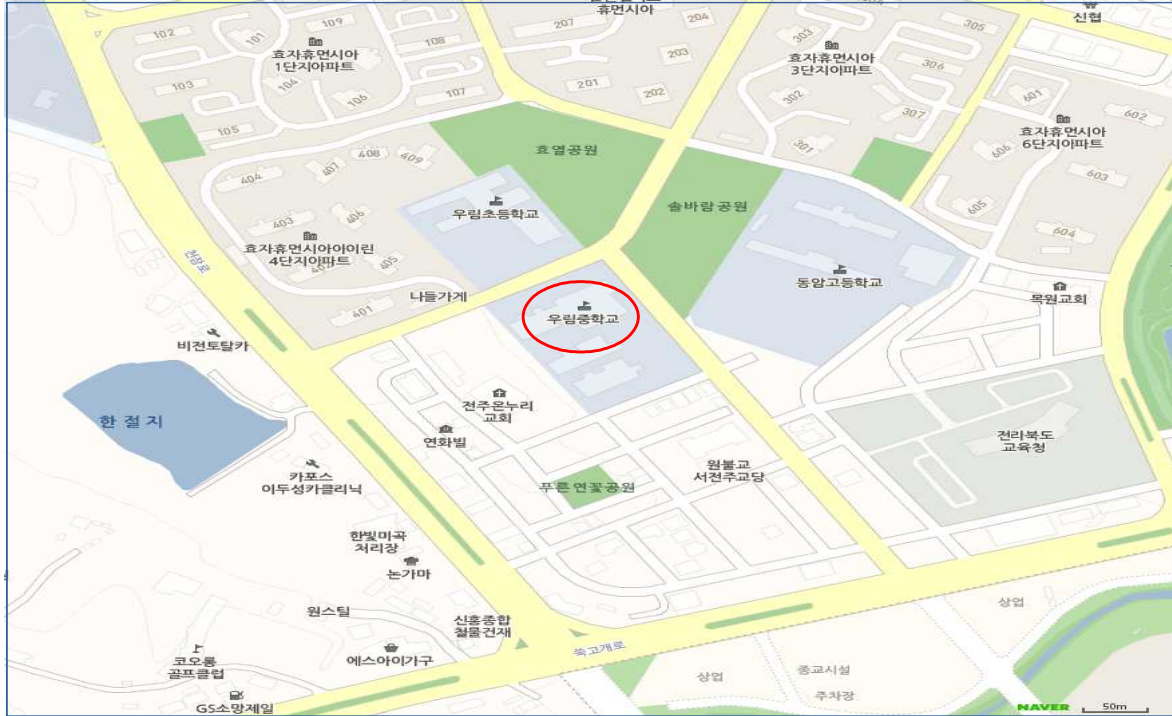 휴먼시아
신협
102
101
109
108
103
104
106
107
105
효자휴먼시아
1단지아파트
207
204
203
201
202
303
302
301
305
306
307
효자휴먼시아
3단지아파트
601
602
603
604
605
606
효자휴먼시아
6단지아파트
효열공원
솔바람공원
우림초등학교
404
407
408
409
403
406
405
401
효자휴먼시아아이린
4단지아파트
동암고등학교
목원교회
나들가게
우림중학교
천잠로
비전토탈카
한절지
전주온누리
교회
연화빌
카포스
이두성카클리닉
푸른연꽃공원
원불교
서전주교당
전라북도
교육청
한빛미곡
처리장
논가마
원스틸
신흥종합
철물건재
코오롱
골프클럽
에스아이가구
GS소망제일
쑥고개로
상업
상업
종교시설
주차장
NAVER
50m